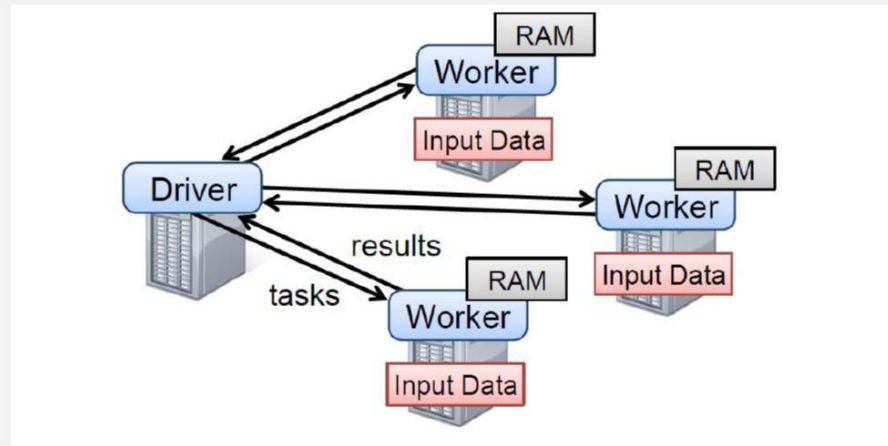 RAM
Worker
Input Data
RAM
Driver
Worker
results
Input Data
RAM
tasks
Worker
Input Data